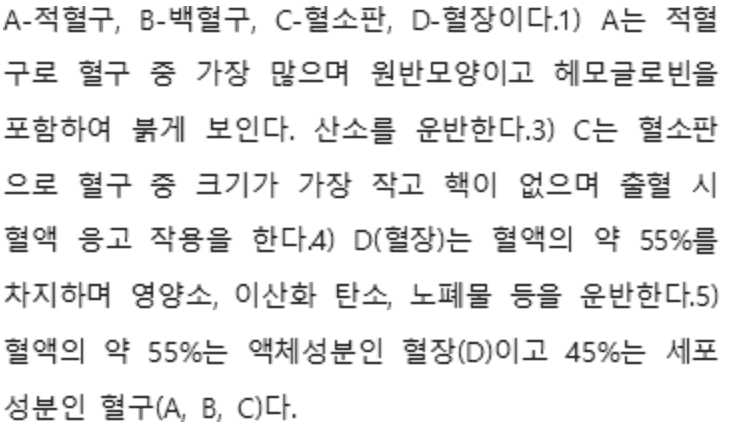 A-적혈구, B-백혈구, C-혈소판, D-혈장이다.1) A는 적혈
구로 혈구 중 가장 많으며 원반모양이고 헤모글로빈을
포함하여 붉게 보인다. 산소를 운반한다.3) C는 혈소판
으로 혈구 중 크기가 가장 작고 핵이 없으며 출혈 시
혈액 응고 작용을 한다.4) D(혈장)는 혈액의 약 55%를
차지하며 영양소, 이산화 탄소, 노폐물 등을 운반한다.5)
혈액의 약 55%는 액체성분인 혈장(D)이고 45%는 세포
성분인 혈구(A, B, C)다.